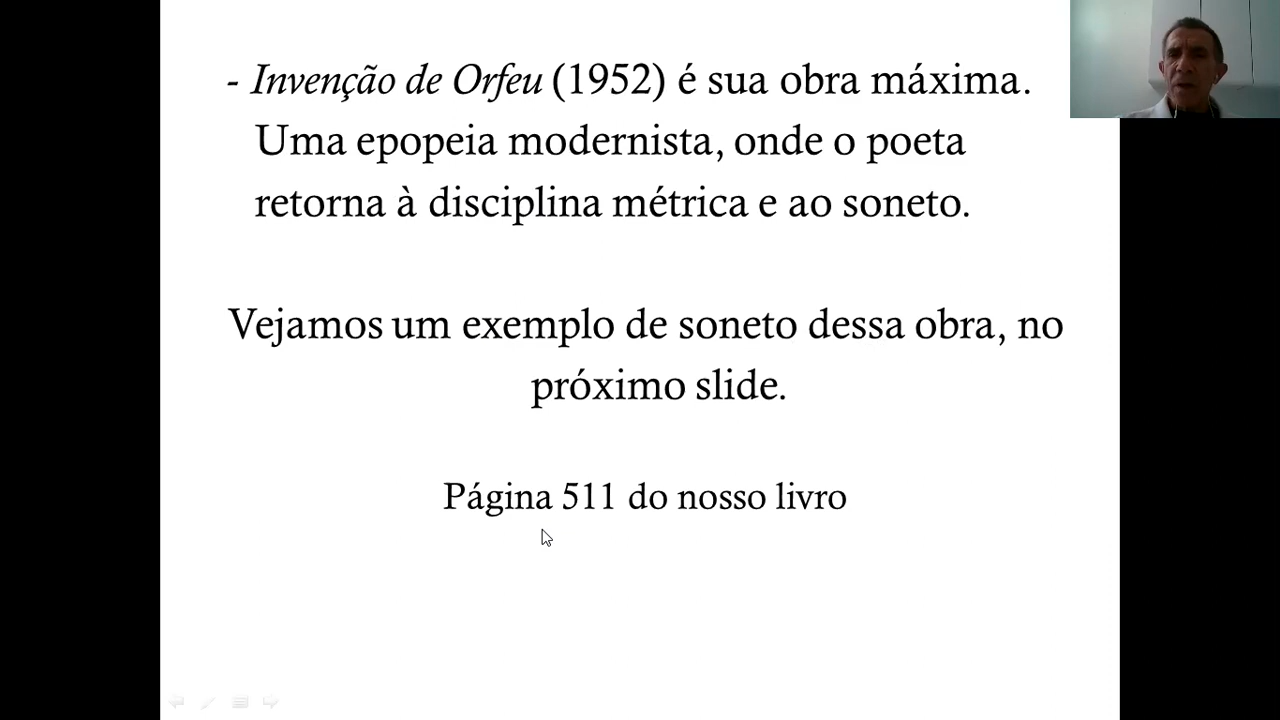 - Invenção de Orfeu (1952) é sua obra máxima.
Uma epopeia modernista, onde o poeta
retorna à disciplina métrica e ao soneto.
Vejamos um exemplo de soneto dessa obra, no
próximo slide.
Página 511 do nosso livro